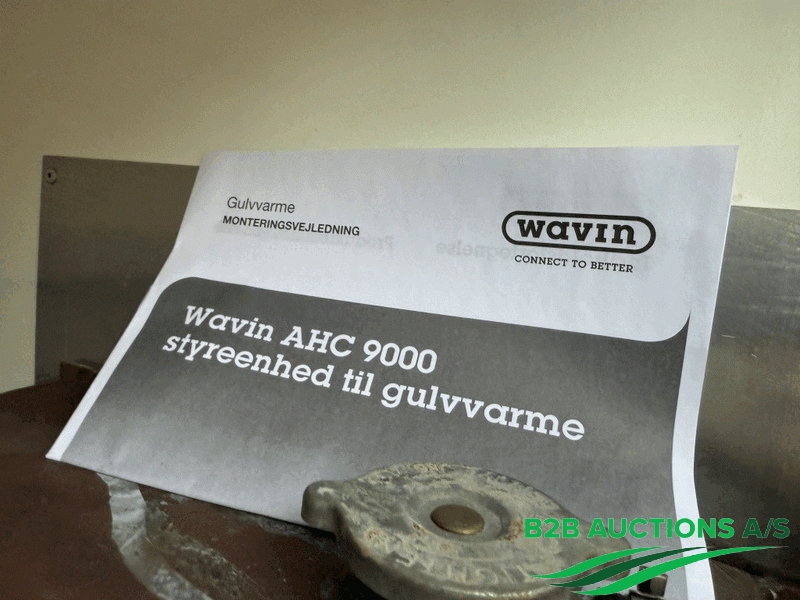 Gulvvarme
MONTERINGSVEJLEDNING
wavin
CONNECT TO BETTER
Wavin AHC 9000
styreenhed til gulvvarme
B2B AUCTIONS A/S